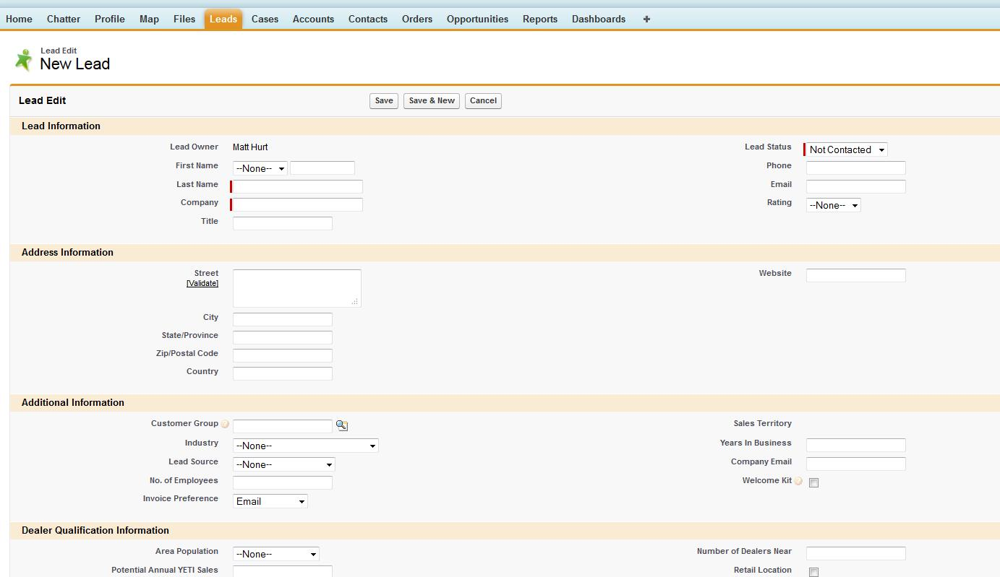 Home Chatter Profile Map Files Leads Cases Accounts Contacts Orders Opportunities Reports Dashboards +
Lead Edit
New Lead
Lead Edit Save Save & New Cancel
Lead Information
Lead Owner Matt Hurt Lead Status Not Contacted
First Name --None-- Phone
Last Name Email
Company Rating --None--
Title
Address Information
Street Website
[Validate]
City
State/Province
Zip/Postal Code
Country
Additional Information
Customer Group ? Sales Territory
Industry --None-- Years In Business
Lead Source --None-- Company Email
No. of Employees Welcome Kit ?
Invoice Preference Email
Dealer Qualification Information
Area Population --None-- Number of Dealers Near
Potential Annual YETI Sales Retail Location